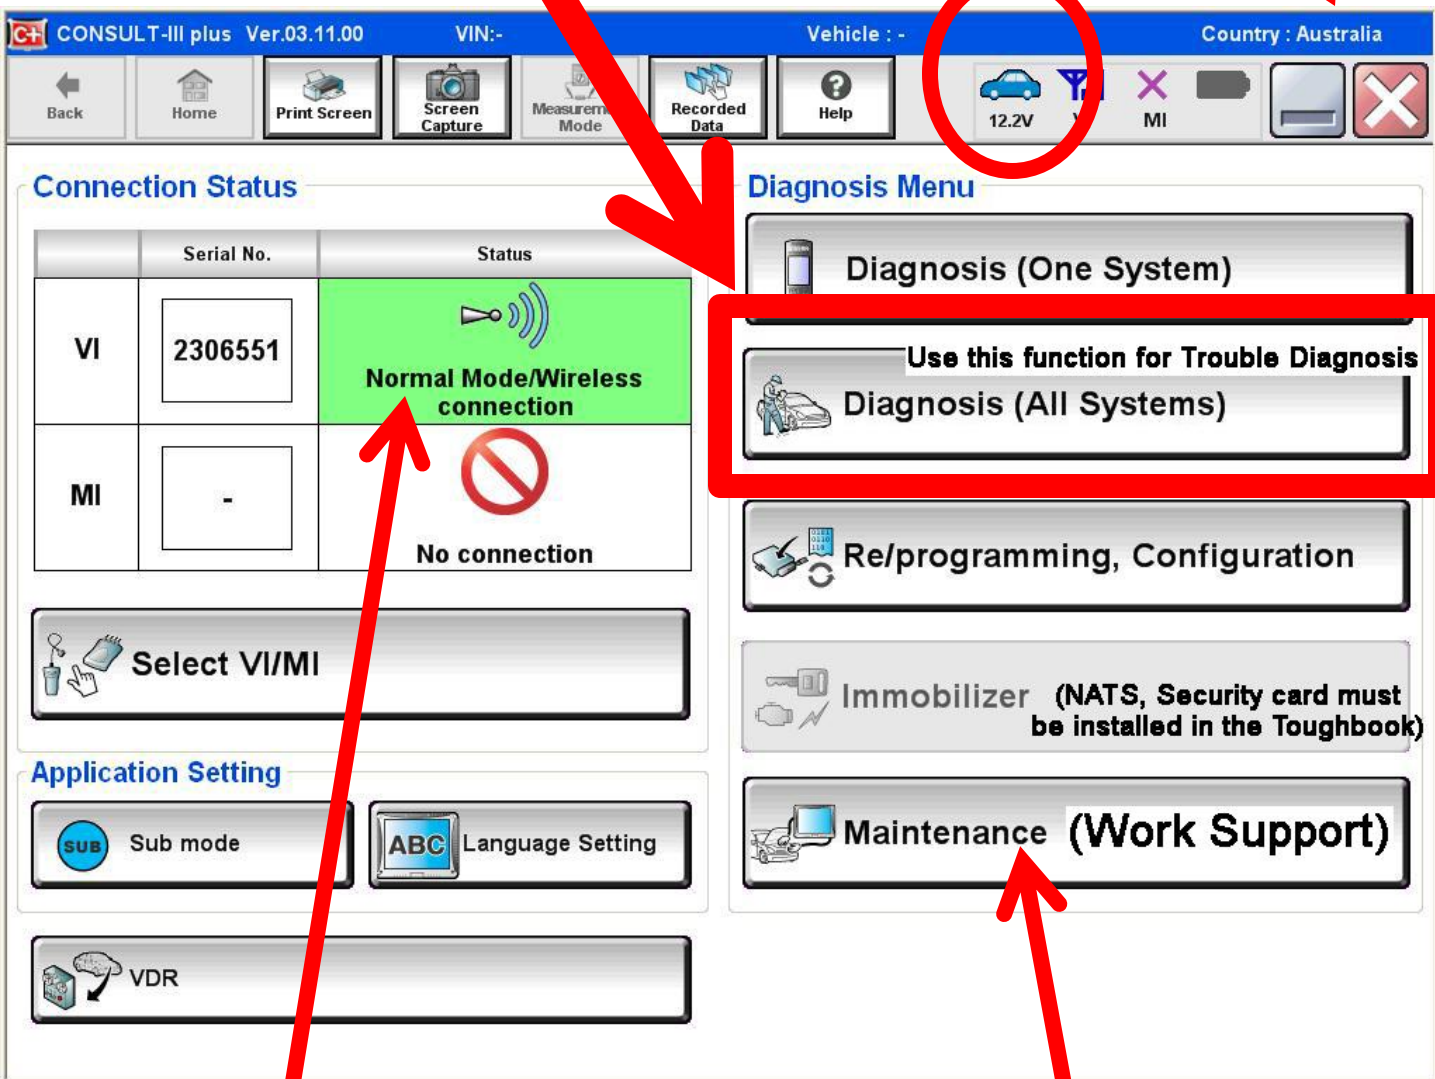 C+ CONSULT-III plus Ver.03.11.00 VIN:- Vehicle : - Country : Australia
Back
Home
Print Screen
Screen
Capture
Mode
Recorded
Data
?
Help
12.2V
MI
Connection Status
Serial No. Status
VI 2306551 Normal Mode/Wireless
connection
MI - No connection
Select VI/MI
Application Setting
SUB Sub mode
ABC Language Setting
VDR
Diagnosis Menu
Diagnosis (One System)
Use this function for Trouble Diagnosis
Diagnosis (All Systems)
Re/programming, Configuration
Immobilizer (NATS, Security card must
be installed in the Toughbook)
Maintenance (Work Support)